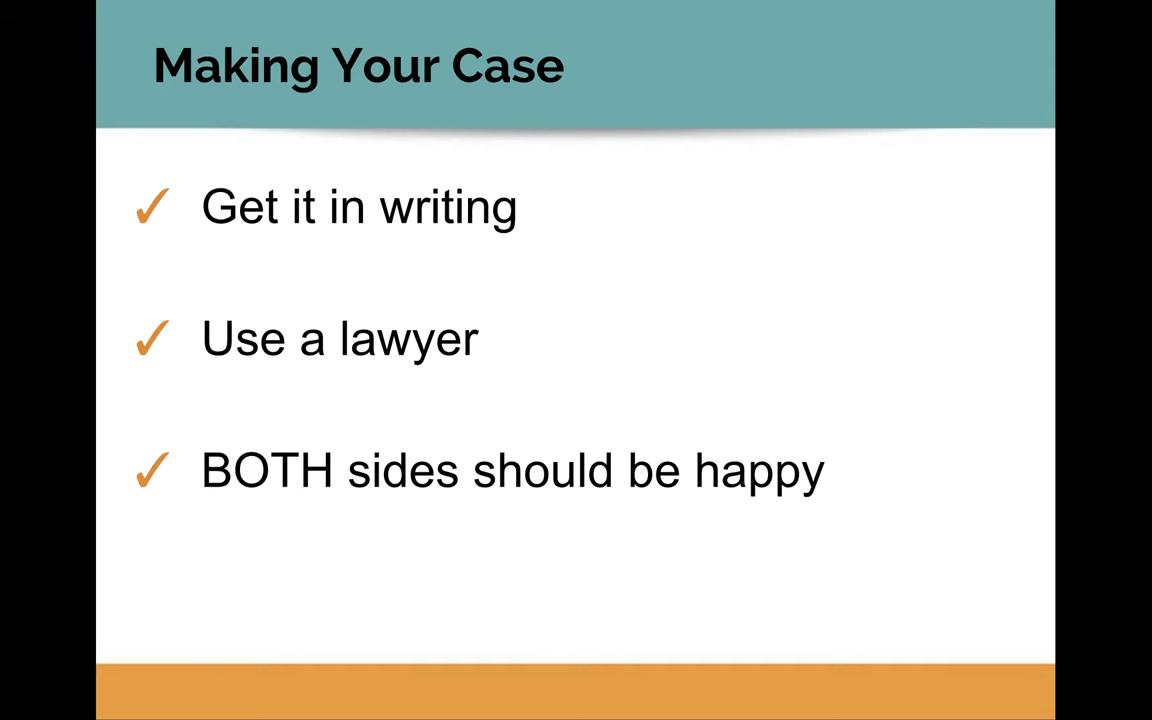 Making Your Case
✓ Get it in writing
✓ Use a lawyer
✓ BOTH sides should be happy